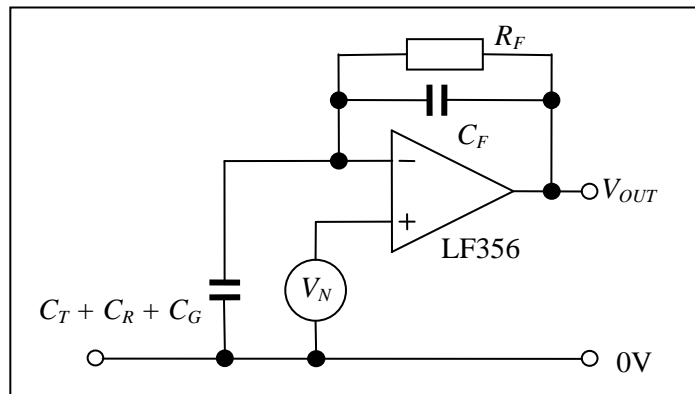 R_F
C_F
−
+
V_OUT
LF356
V_N
C_T + C_R + C_G
0V